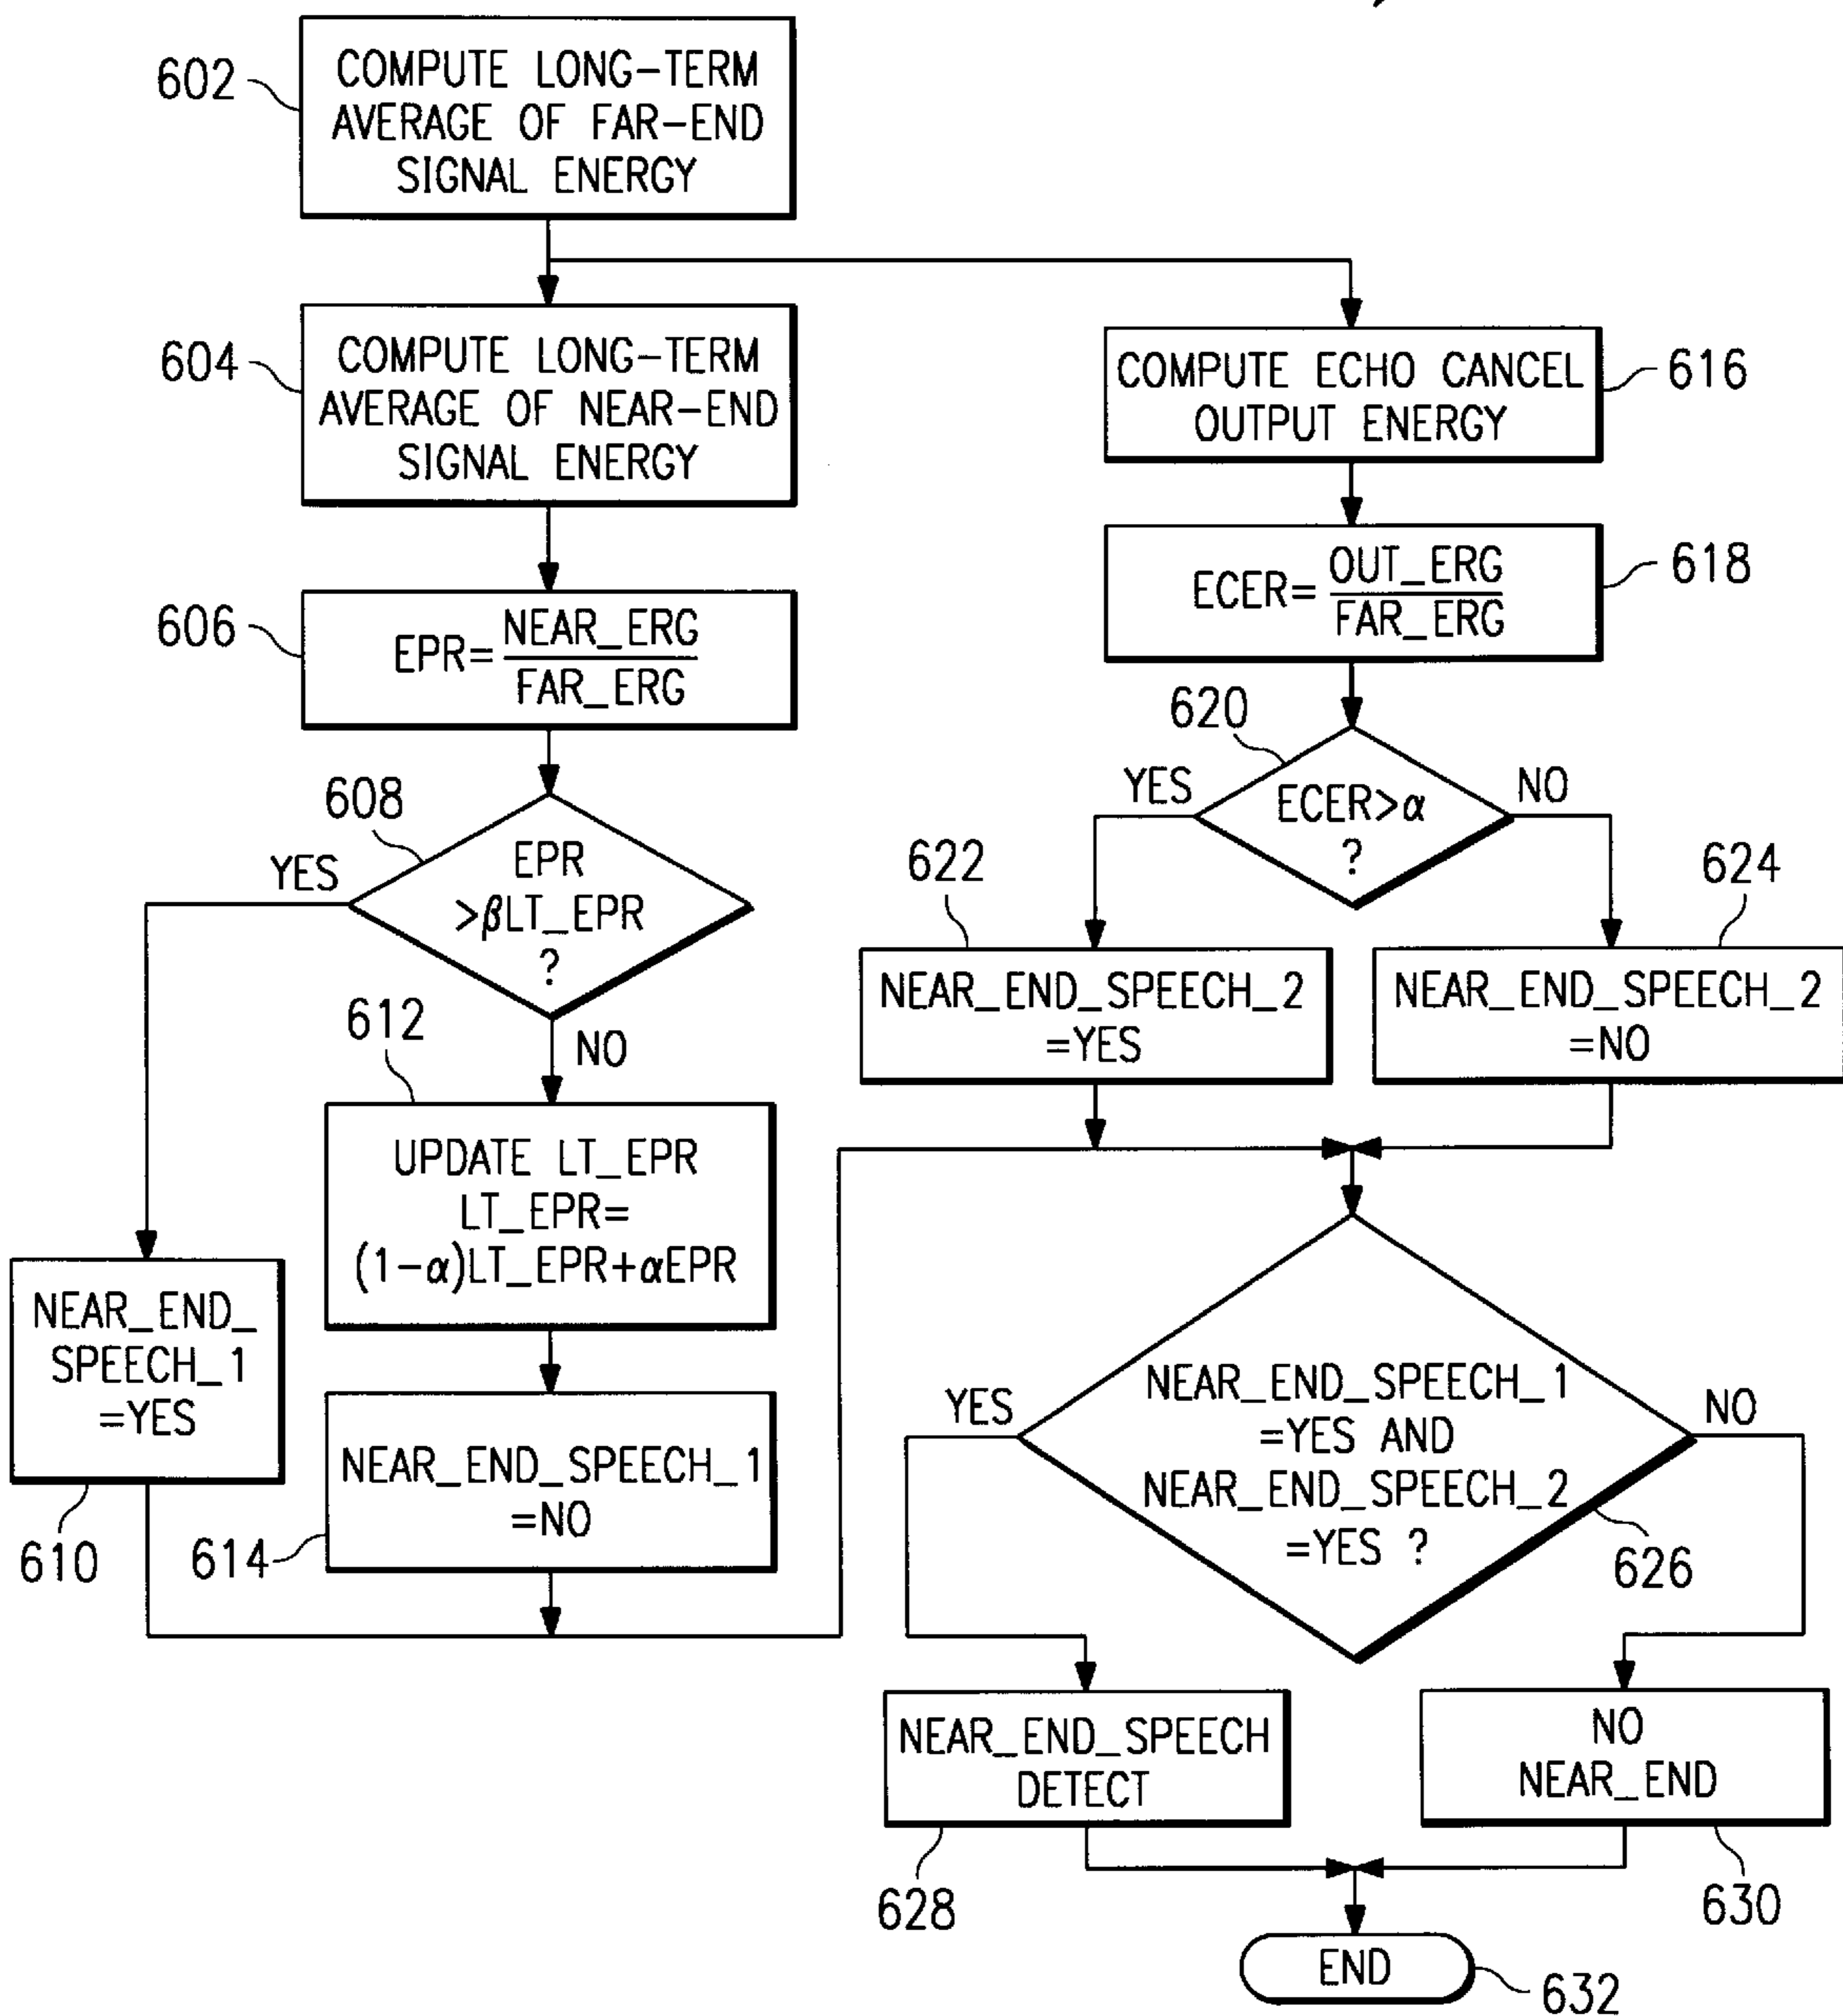 602
COMPUTE LONG-TERM
AVERAGE OF FAR-END
SIGNAL ENERGY
604
COMPUTE LONG-TERM
AVERAGE OF NEAR-END
SIGNAL ENERGY
606
EPR= NEAR_ERG
FAR_ERG
608
EPR
>βLT_EPR
?
YES
NO
612
UPDATE LT_EPR
LT_EPR=
(1-α)LT_EPR+αEPR
NEAR_END_
SPEECH_1
=YES
610
NEAR_END_SPEECH_1
=NO
614
COMPUTE ECHO CANCEL
OUTPUT ENERGY
616
ECER= OUT_ERG
FAR_ERG
618
620
YES
ECER>α
?
NO
622
NEAR_END_SPEECH_2
=YES
624
NEAR_END_SPEECH_2
=NO
YES
NEAR_END_SPEECH_1
=YES AND
NEAR_END_SPEECH_2
=YES ?
NO
626
NEAR_END_SPEECH
DETECT
628
NO
NEAR_END
630
END
632